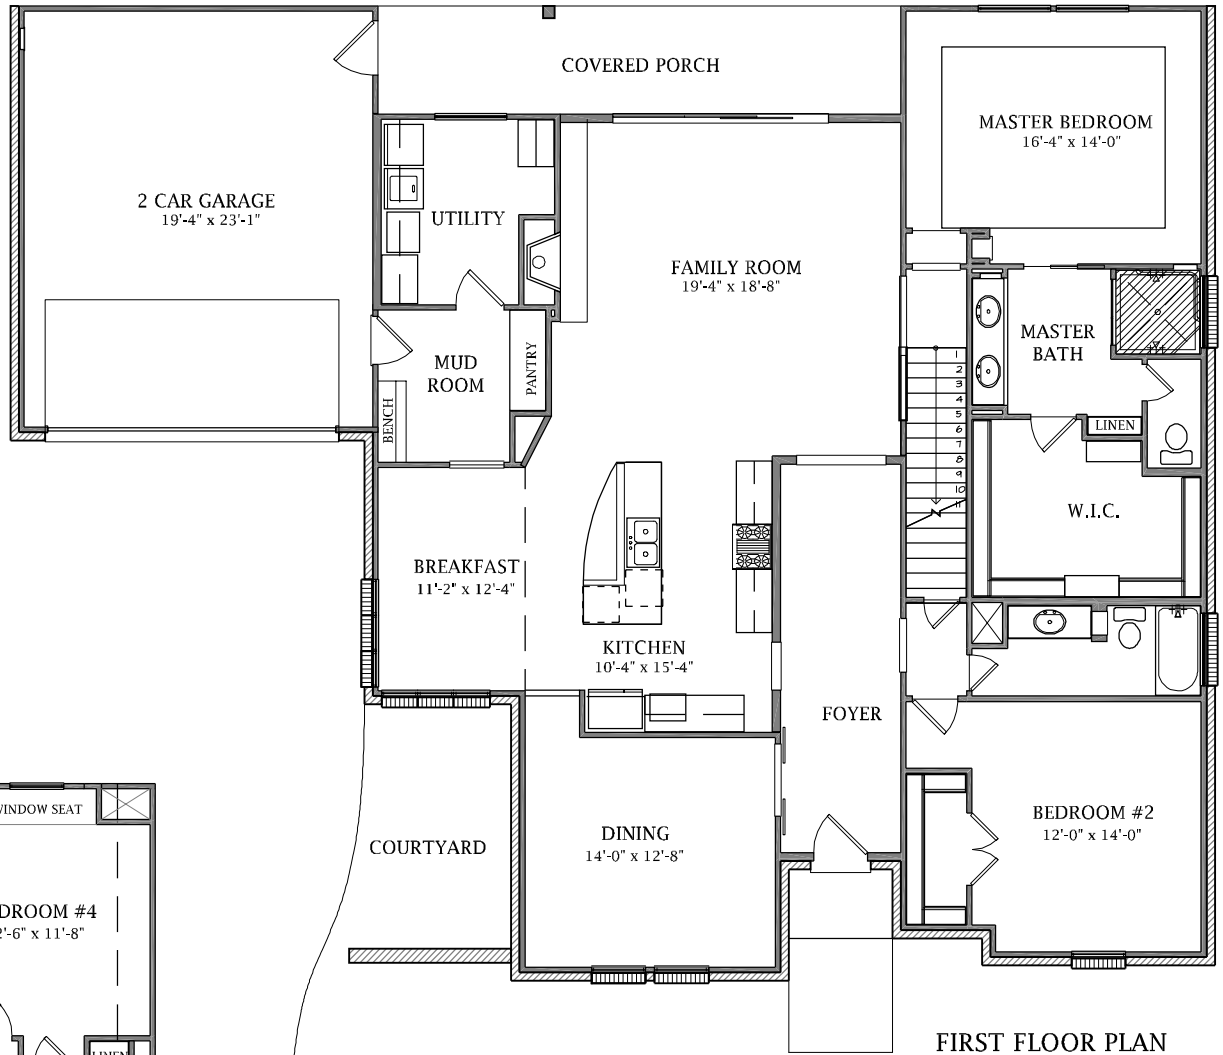 COVERED PORCH
MASTER BEDROOM
16'-4" x 14'-0"
2 CAR GARAGE
19'-4" x 23'-1"
UTILITY
FAMILY ROOM
19'-4" x 18'-8"
MASTER
BATH
MUD
ROOM
PANTRY
BENCH
LINEN
1
2
3
4
5
6
7
8
9
10
11
W.I.C.
BREAKFAST
11'-2" x 12'-4"
KITCHEN
10'-4" x 15'-4"
FOYER
WINDOW SEAT
BEDROOM #2
12'-0" x 14'-0"
DINING
14'-0" x 12'-8"
COURTYARD
DROOM #4
2'-6" x 11'-8"
LINEN
FIRST FLOOR PLAN